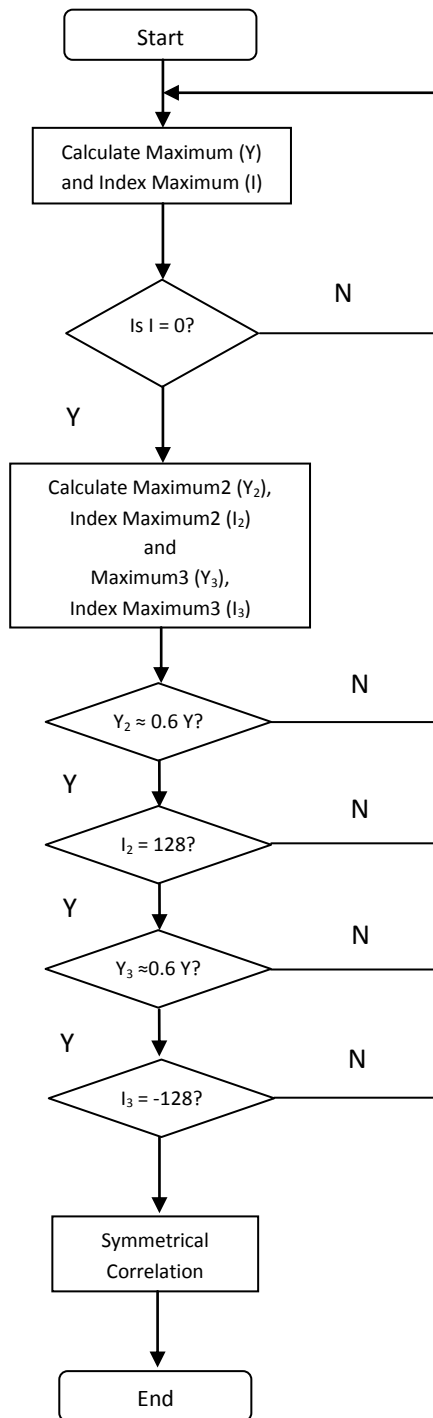 Start
Calculate Maximum (Y)
and Index Maximum (I)
Is I = 0?
N
Y
Calculate Maximum2 (Y₂),
Index Maximum2 (I₂)
and
Maximum3 (Y₃),
Index Maximum3 (I₃)
Y₂ ≈ 0.6 Y?
N
Y
I₂ = 128?
N
Y
Y₃ ≈0.6 Y?
N
Y
I₃ = -128?
N
Symmetrical
Correlation
End